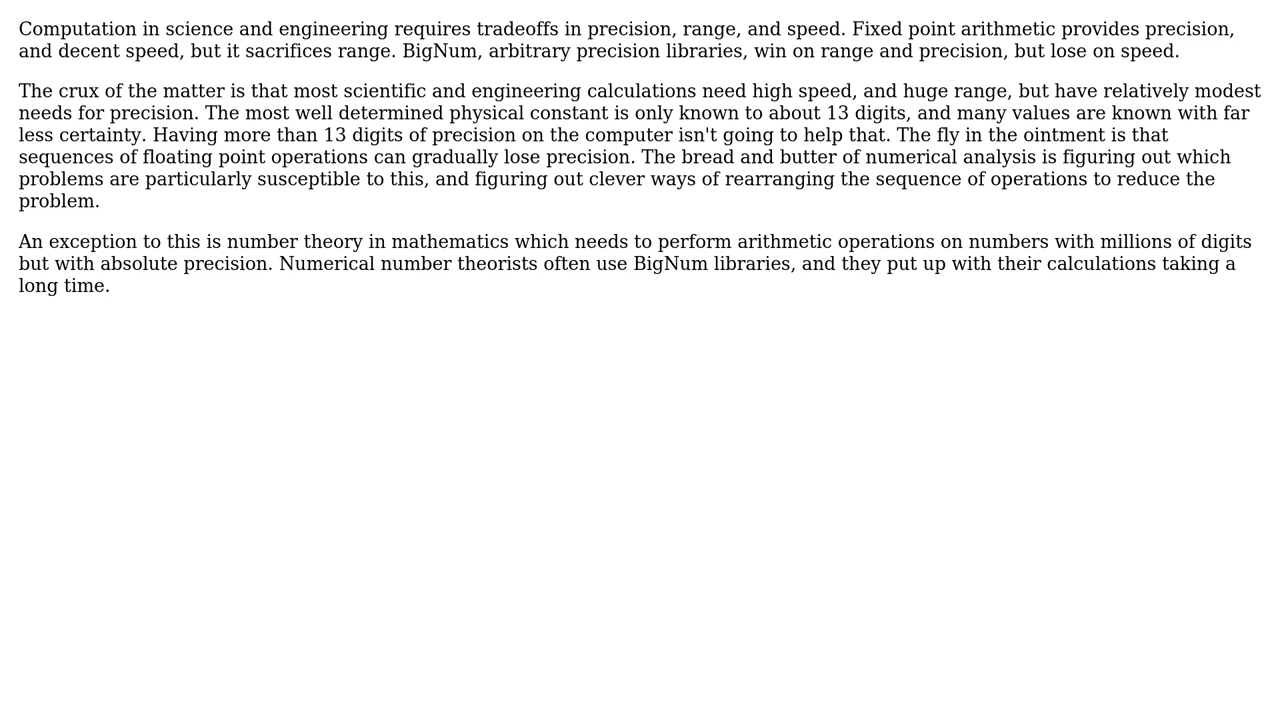 Computation in science and engineering requires tradeoffs in precision, range, and speed. Fixed point arithmetic provides precision,
and decent speed, but it sacrifices range. BigNum, arbitrary precision libraries, win on range and precision, but lose on speed.
The crux of the matter is that most scientific and engineering calculations need high speed, and huge range, but have relatively modest
needs for precision. The most well determined physical constant is only known to about 13 digits, and many values are known with far
less certainty. Having more than 13 digits of precision on the computer isn't going to help that. The fly in the ointment is that
sequences of floating point operations can gradually lose precision. The bread and butter of numerical analysis is figuring out which
problems are particularly susceptible to this, and figuring out clever ways of rearranging the sequence of operations to reduce the
problem.
An exception to this is number theory in mathematics which needs to perform arithmetic operations on numbers with millions of digits
but with absolute precision. Numerical number theorists often use BigNum libraries, and they put up with their calculations taking a
long time.